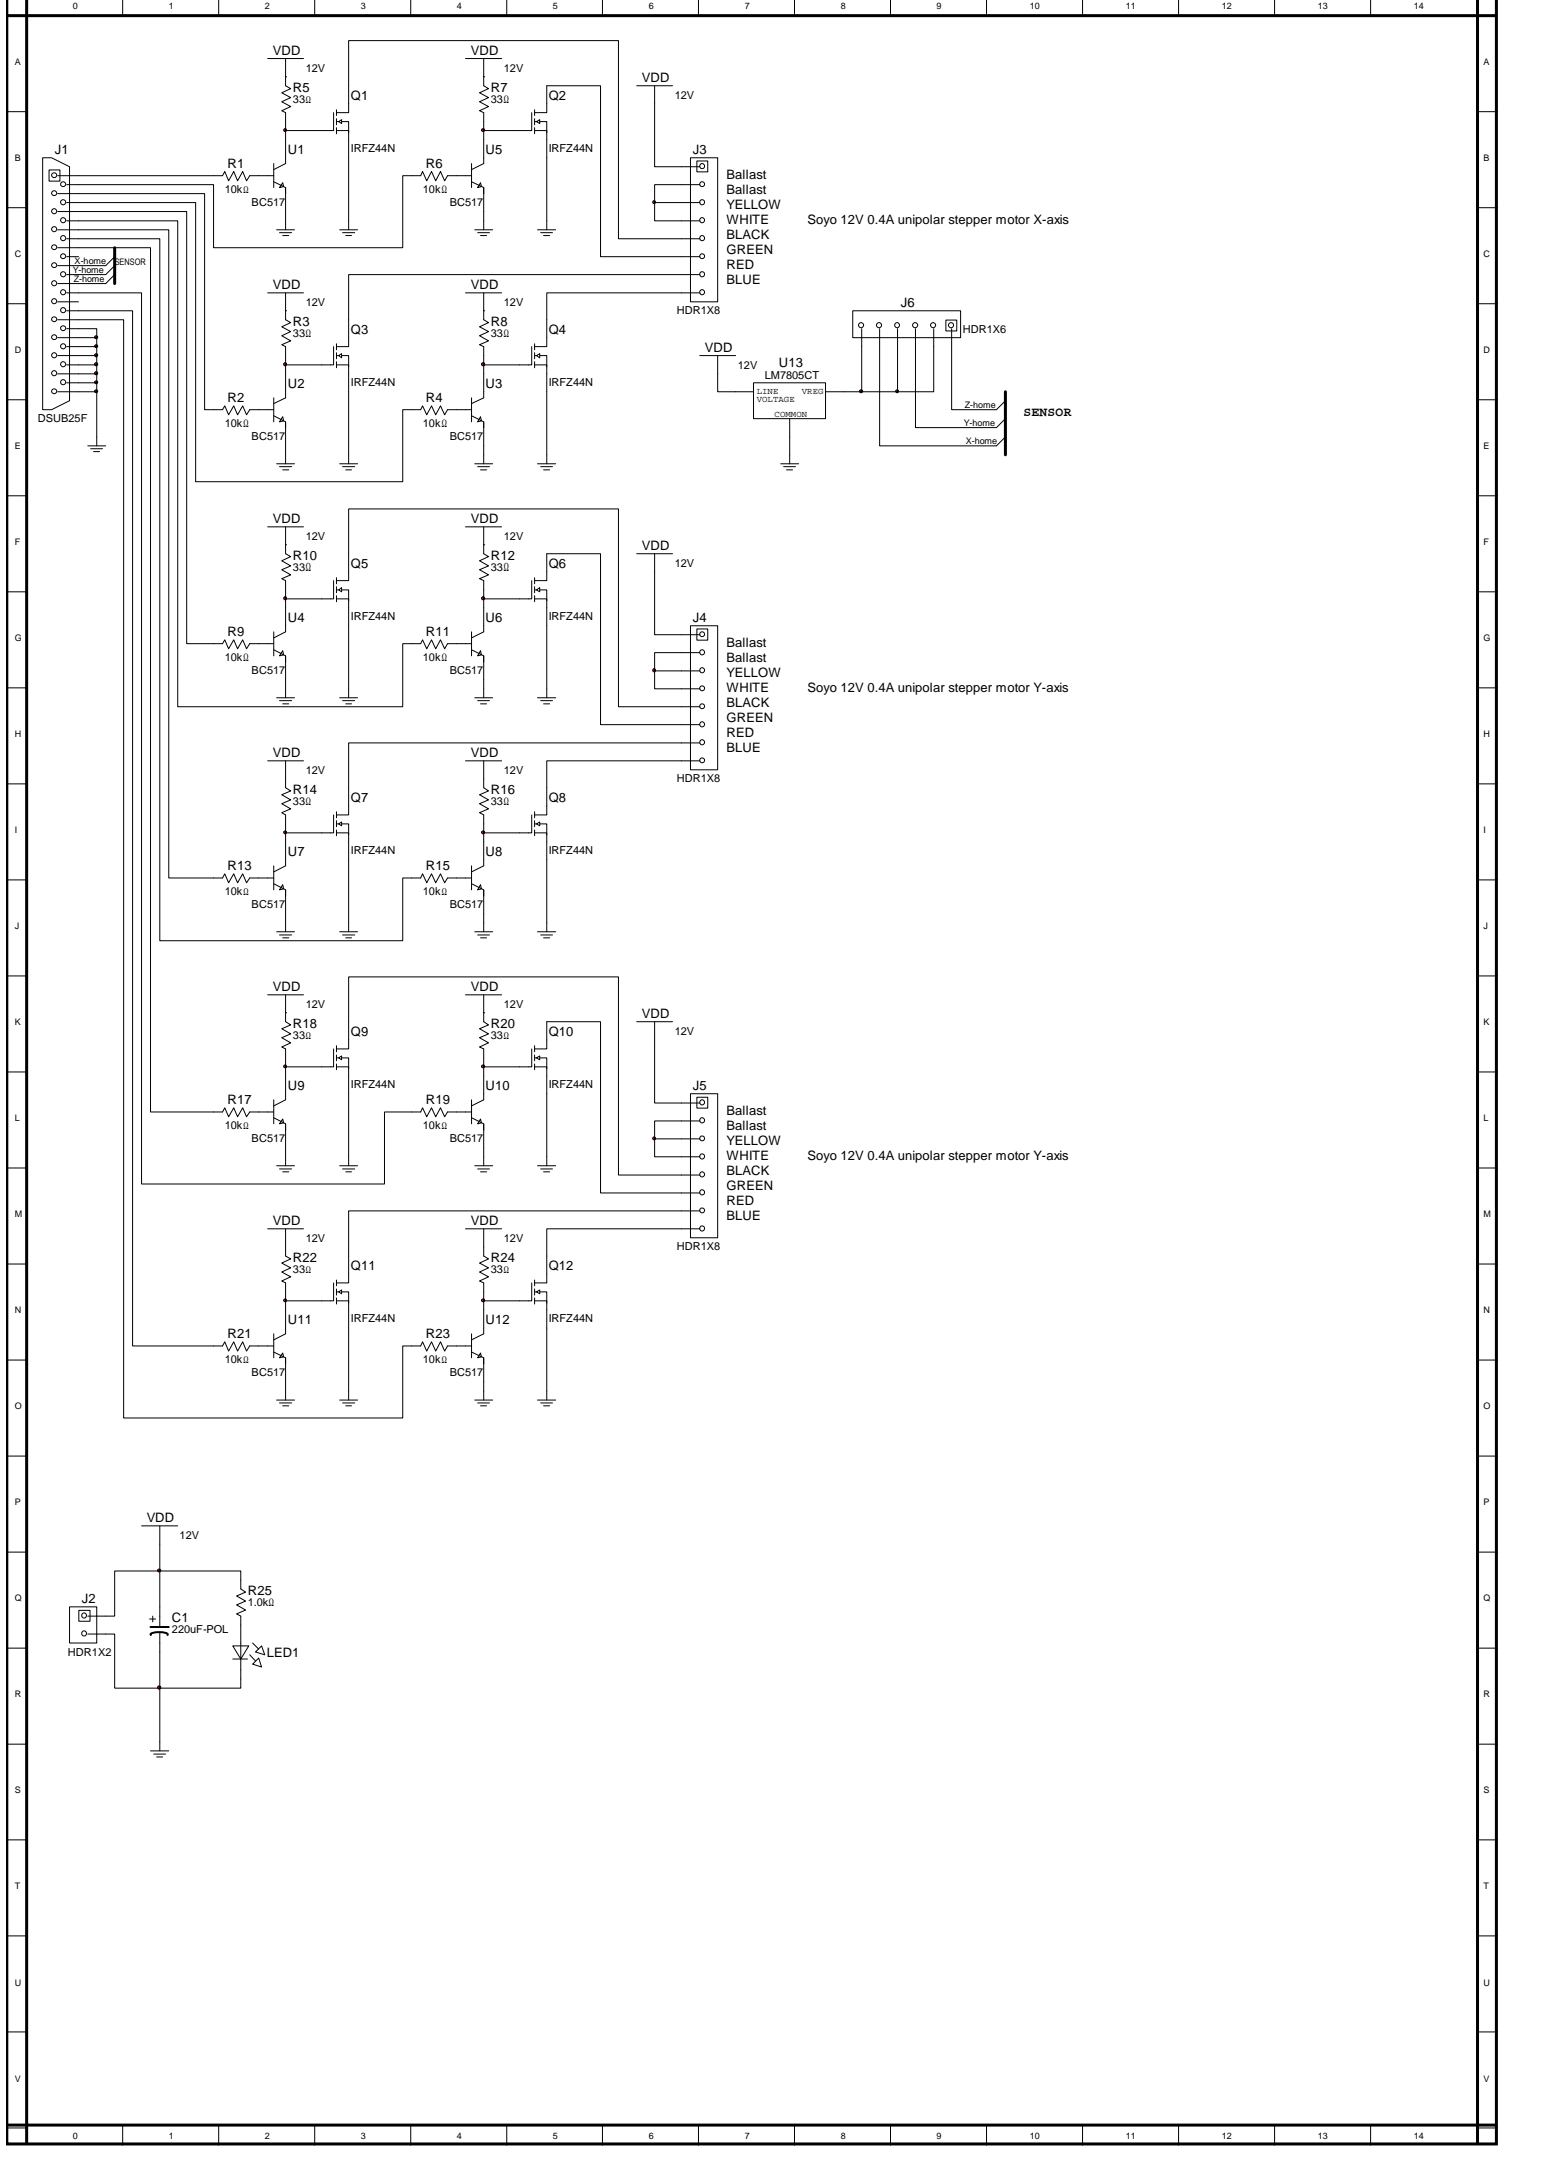 0 1 2 3 4 5 6 7 8 9 10 11 12 13 14
A A
VDD VDD
12V 12V
VDD
12V
R5 R7
33Ω 33Ω
Q1 Q2
B B
J1 U1 IRFZ44N U5 IRFZ44N J3
R1 R6
10kΩ 10kΩ
BC517 BC517
Ballast
Ballast
YELLOW
WHITE Soyo 12V 0.4A unipolar stepper motor X-axis
BLACK
GREEN
RED
BLUE
HDR1X8
C C
X-home SENSOR
Y-home
Z-home
VDD VDD
12V 12V
J6
HDR1X6
R3 R8
33Ω 33Ω
Q3 Q4
D D
VDD
12V
U13
LM7805CT
LINE VREG
VOLTAGE
COMMON
U2 IRFZ44N U3 IRFZ44N
R2 R4
10kΩ 10kΩ
BC517 BC517
DSUB25F
Z-home
SENSOR
Y-home
X-home
E E
VDD VDD
12V 12V
F F
VDD
12V
R10 R12
33Ω 33Ω
Q5 Q6
U4 IRFZ44N U6 IRFZ44N J4
G G
R9 R11
10kΩ 10kΩ
BC517 BC517
Ballast
Ballast
YELLOW
WHITE Soyo 12V 0.4A unipolar stepper motor Y-axis
BLACK
GREEN
RED
BLUE
HDR1X8
H H
VDD VDD
12V 12V
R14 R16
33Ω 33Ω
Q7 Q8
I I
U7 IRFZ44N U8 IRFZ44N
R13 R15
10kΩ 10kΩ
BC517 BC517
J J
VDD VDD
12V 12V
VDD
12V
K K
R18 R20
33Ω 33Ω
Q9 Q10
U9 IRFZ44N U10 IRFZ44N J5
R17 R19
10kΩ 10kΩ
BC517 BC517
L L
Ballast
Ballast
YELLOW
WHITE Soyo 12V 0.4A unipolar stepper motor Y-axis
BLACK
GREEN
RED
BLUE
HDR1X8
M M
VDD VDD
12V 12V
R22 R24
33Ω 33Ω
Q11 Q12
N N
U11 IRFZ44N U12 IRFZ44N
R21 R23
10kΩ 10kΩ
BC517 BC517
O O
P P
VDD
12V
Q Q
J2
HDR1X2
+ C1
220uF-POL
R25
1.0kΩ
LED1
R R
S S
T T
U U
V V
0 1 2 3 4 5 6 7 8 9 10 11 12 13 14